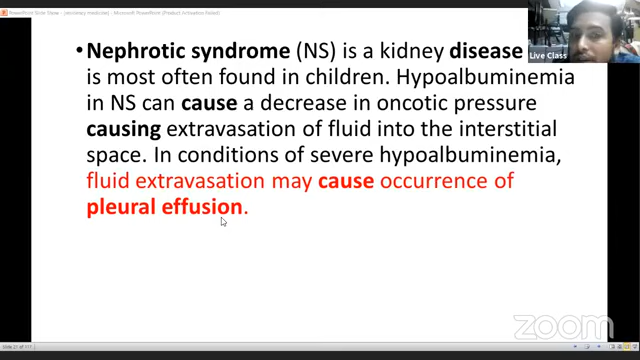 PowerPoint Slide Show - [dentistary medicine] - Microsoft PowerPoint (Product Activation Failed)
• Nephrotic syndrome (NS) is a kidney disease
is most often found in children. Hypoalbuminemia
in NS can cause a decrease in oncotic pressure
causing extravasation of fluid into the interstitial
space. In conditions of severe hypoalbuminemia,
fluid extravasation may cause occurrence of
pleural effusion.
Live Class
zoom
Slide 21 of 117